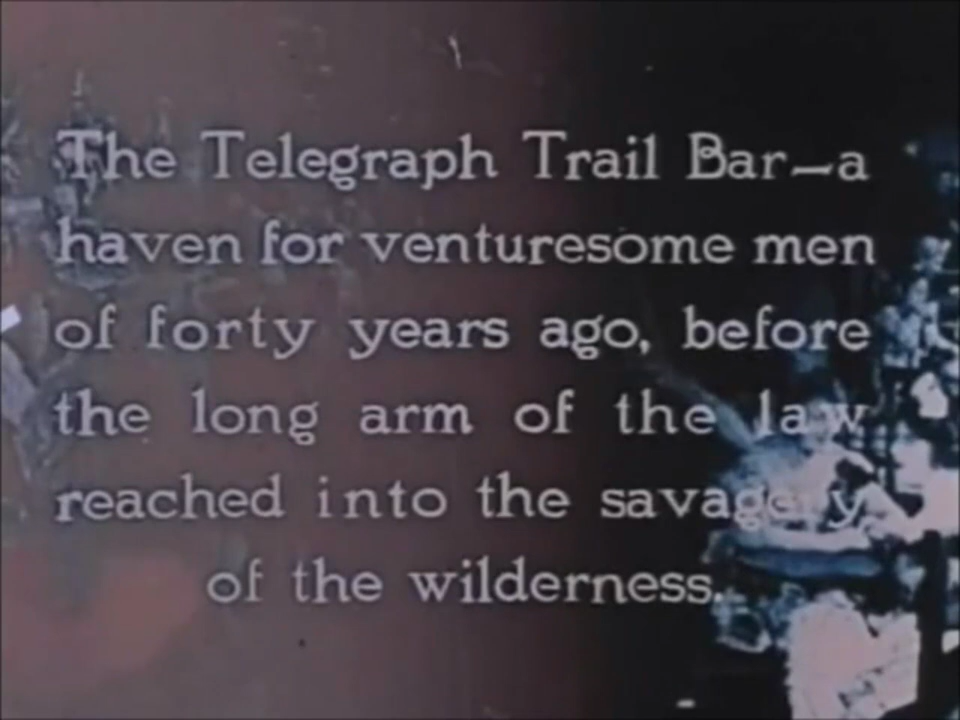 The Telegraph Trail Bar—a
haven for venturesome men
of forty years ago, before
the long arm of the law
reached into the savagery
of the wilderness.